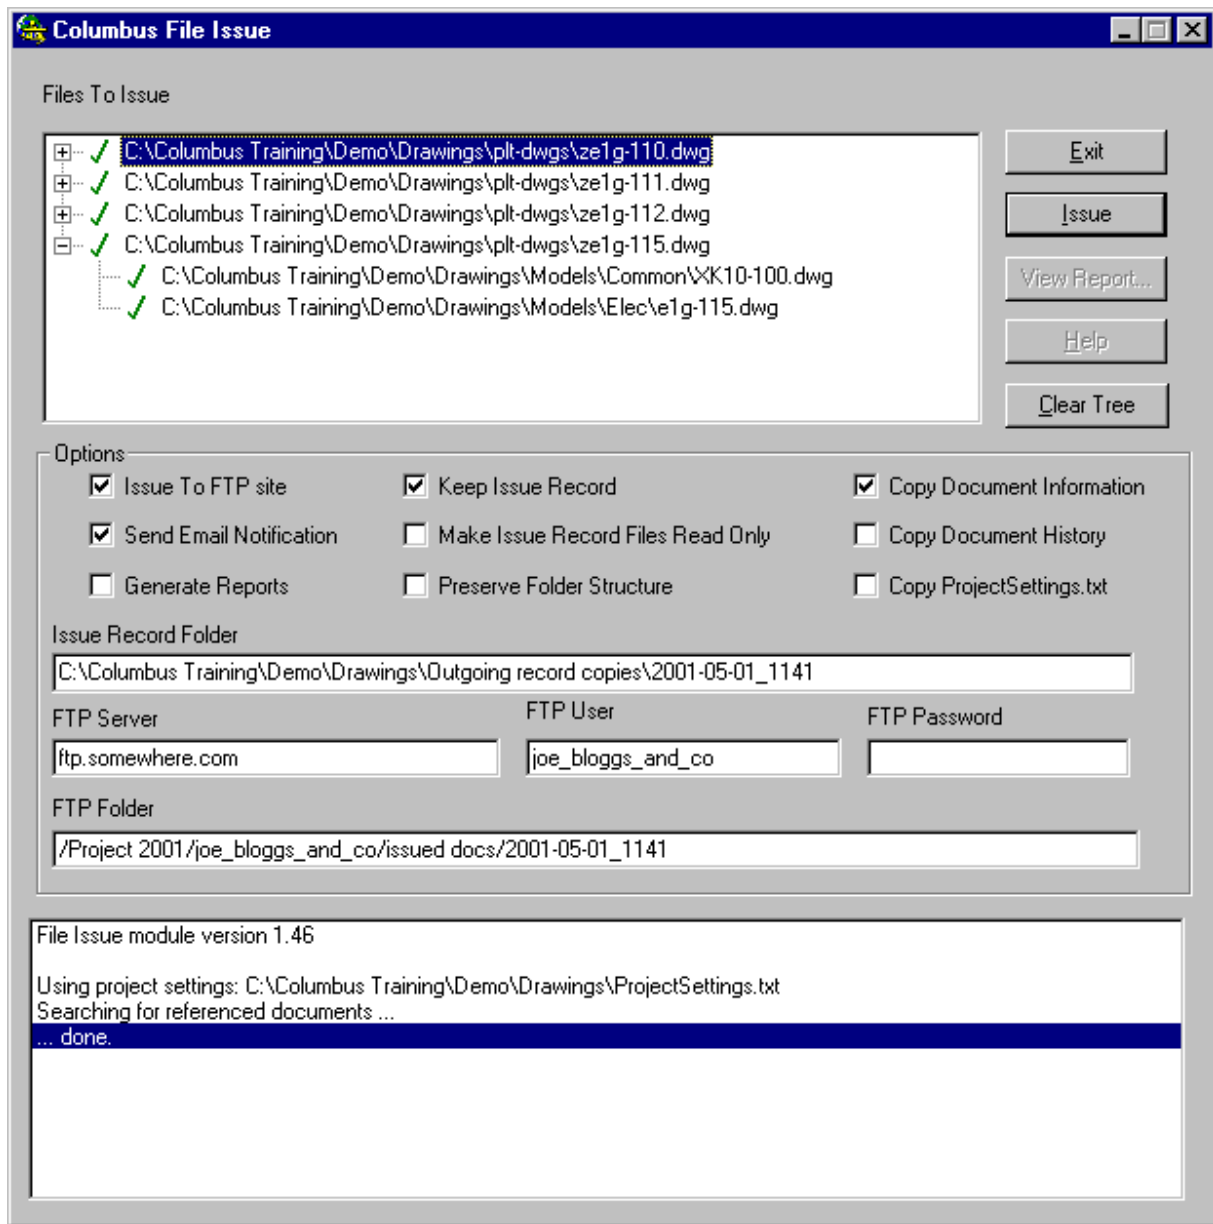 Columbus File Issue
Files To Issue
C:\Columbus Training\Demo\Drawings\plt-dwgs\ze1g-110.dwg
C:\Columbus Training\Demo\Drawings\plt-dwgs\ze1g-111.dwg
C:\Columbus Training\Demo\Drawings\plt-dwgs\ze1g-112.dwg
C:\Columbus Training\Demo\Drawings\plt-dwgs\ze1g-115.dwg
C:\Columbus Training\Demo\Drawings\Models\Common\XK10-100.dwg
C:\Columbus Training\Demo\Drawings\Models\Elec\e1g-115.dwg
Exit
Issue
View Report...
Help
Clear Tree
Options
Issue To FTP site
Keep Issue Record
Copy Document Information
Send Email Notification
Make Issue Record Files Read Only
Copy Document History
Generate Reports
Preserve Folder Structure
Copy ProjectSettings.txt
Issue Record Folder
C:\Columbus Training\Demo\Drawings\Outgoing record copies\2001-05-01_1141
FTP Server
FTP User
FTP Password
ftp.somewhere.com
joe_bloggs_and_co
FTP Folder
/Project 2001/joe_bloggs_and_co/issued docs/2001-05-01_1141
File Issue module version 1.46
Using project settings: C:\Columbus Training\Demo\Drawings\ProjectSettings.txt
Searching for referenced documents ...
... done.